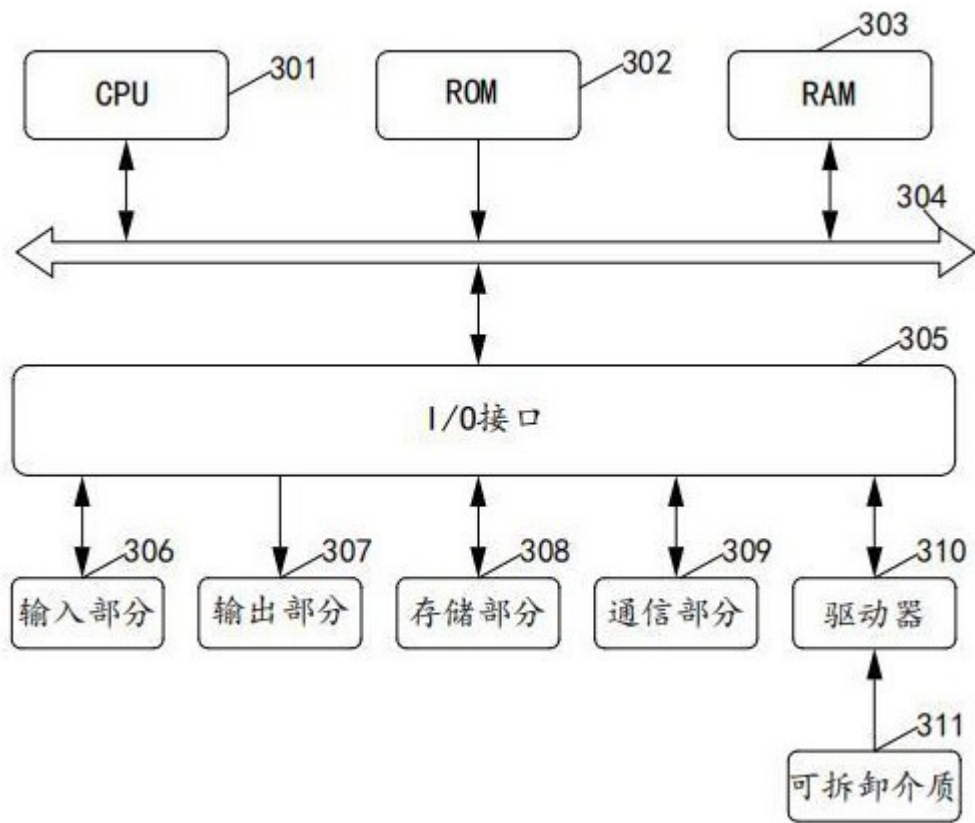 303
301
302
CPU
ROM
RAM
304
305
I/O接口
306
307
308
309
310
输入部分
输出部分
存储部分
通信部分
驱动器
311
可拆卸介质